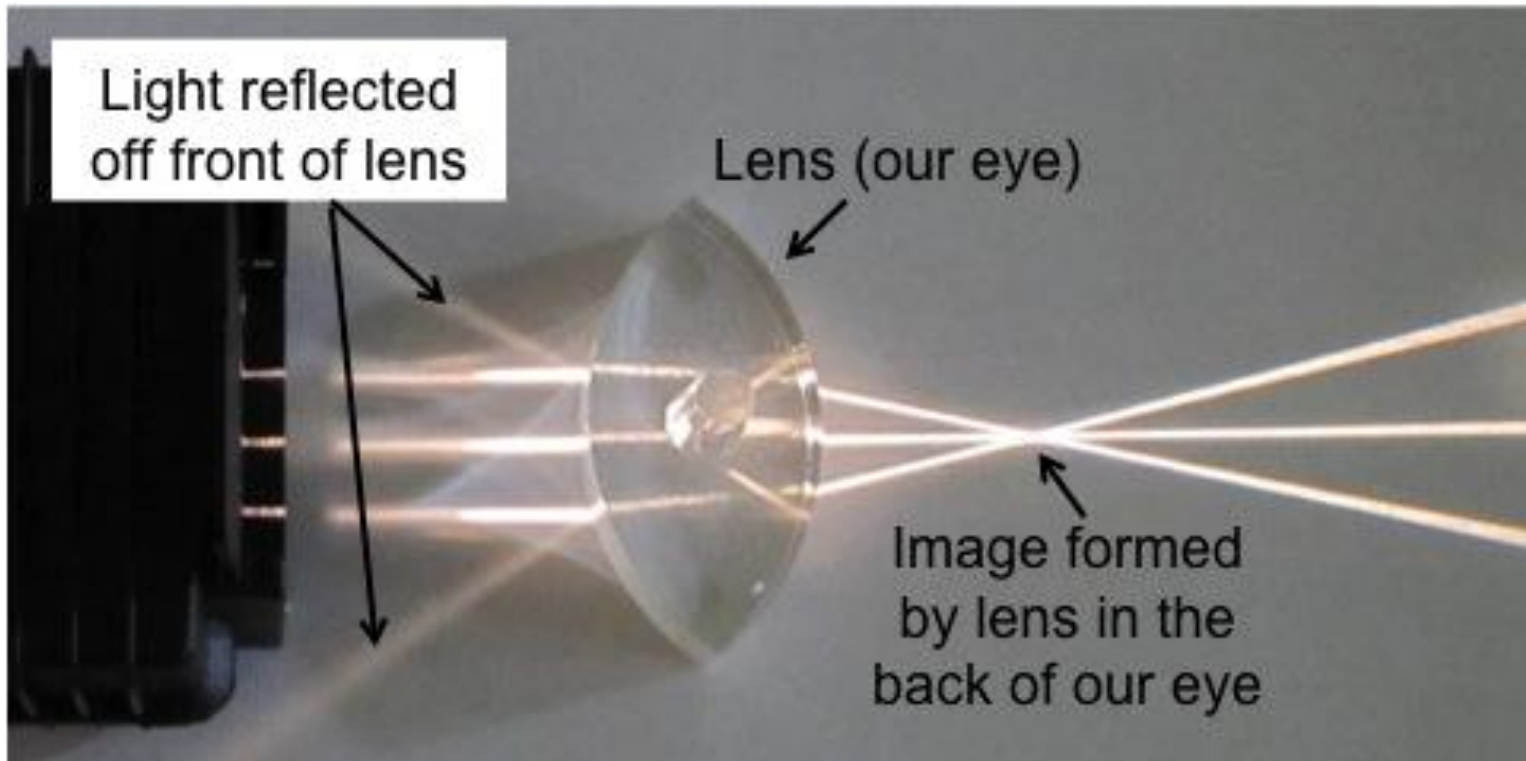 Light reflected
off front of lens
Lens (our eye)
Image formed
by lens in the
back of our eye